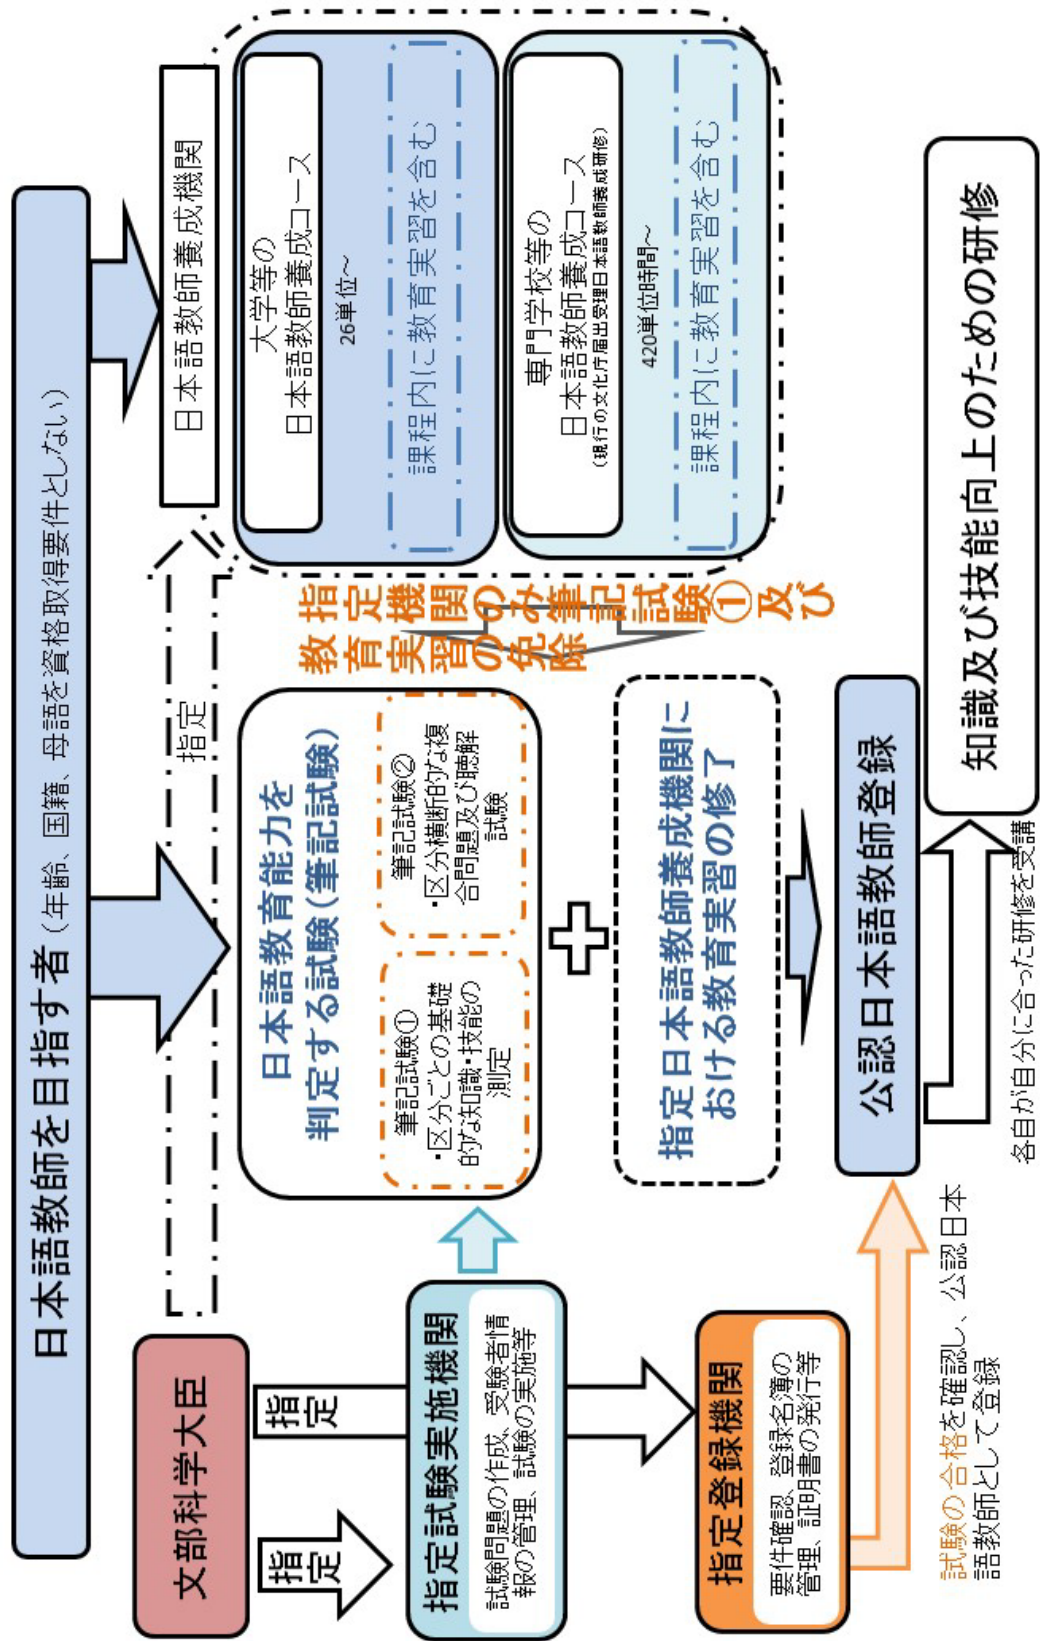 日本語教師を目指す者（年齢、国籍、母語を資格取得要件としない）
文部科学大臣
指定
日本語教師養成機関
指定
指定
大学等の
日本語教師養成コース
26単位～
課程内に教育実習を含む
専門学校等の
日本語教師養成コース
（現行の文化庁届出受理日本語教師養成研修）
420単位時間～
課程内に教育実習を含む
指定機関のみ筆記試験①及び
教育実習の免除
日本語教育能力を
判定する試験(筆記試験)
筆記試験①
・区分ごとの基礎
的な知識・技能の
測定
筆記試験②
・区分横断的な複
合問題及び聴解
試験
指定試験実施機関
試験問題の作成、受験者情
報の管理、試験の実施等
指定日本語教師養成機関に
おける教育実習の修了
指定登録機関
要件確認、登録名簿の
管理、証明書の発行等
公認日本語教師登録
試験の合格を確認し、公認日本
語教師として登録
知識及び技能向上のための研修
各自が自分に合った研修を受講